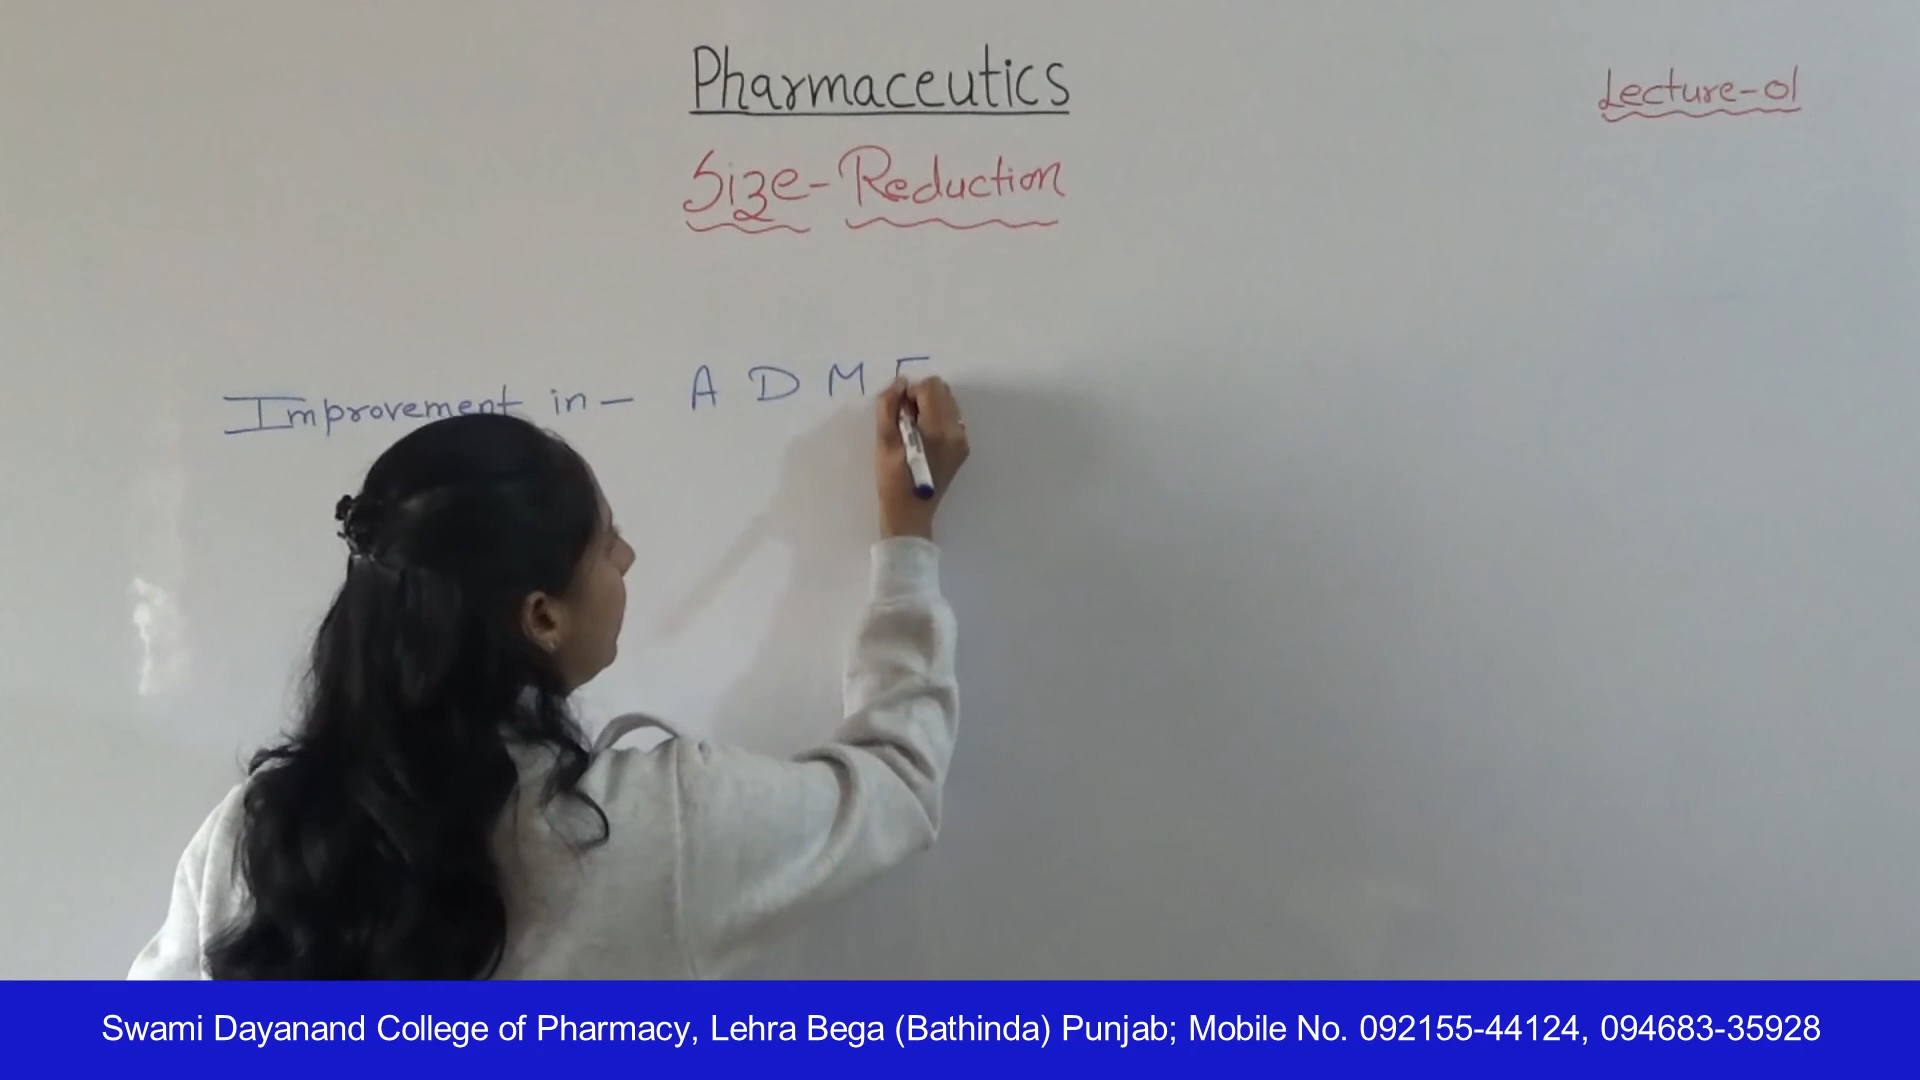 Pharmaceutics
Lecture-01
Size-Reduction
Improvement in- A D M
Swami Dayanand College of Pharmacy, Lehra Bega (Bathinda) Punjab; Mobile No. 092155-44124, 094683-35928